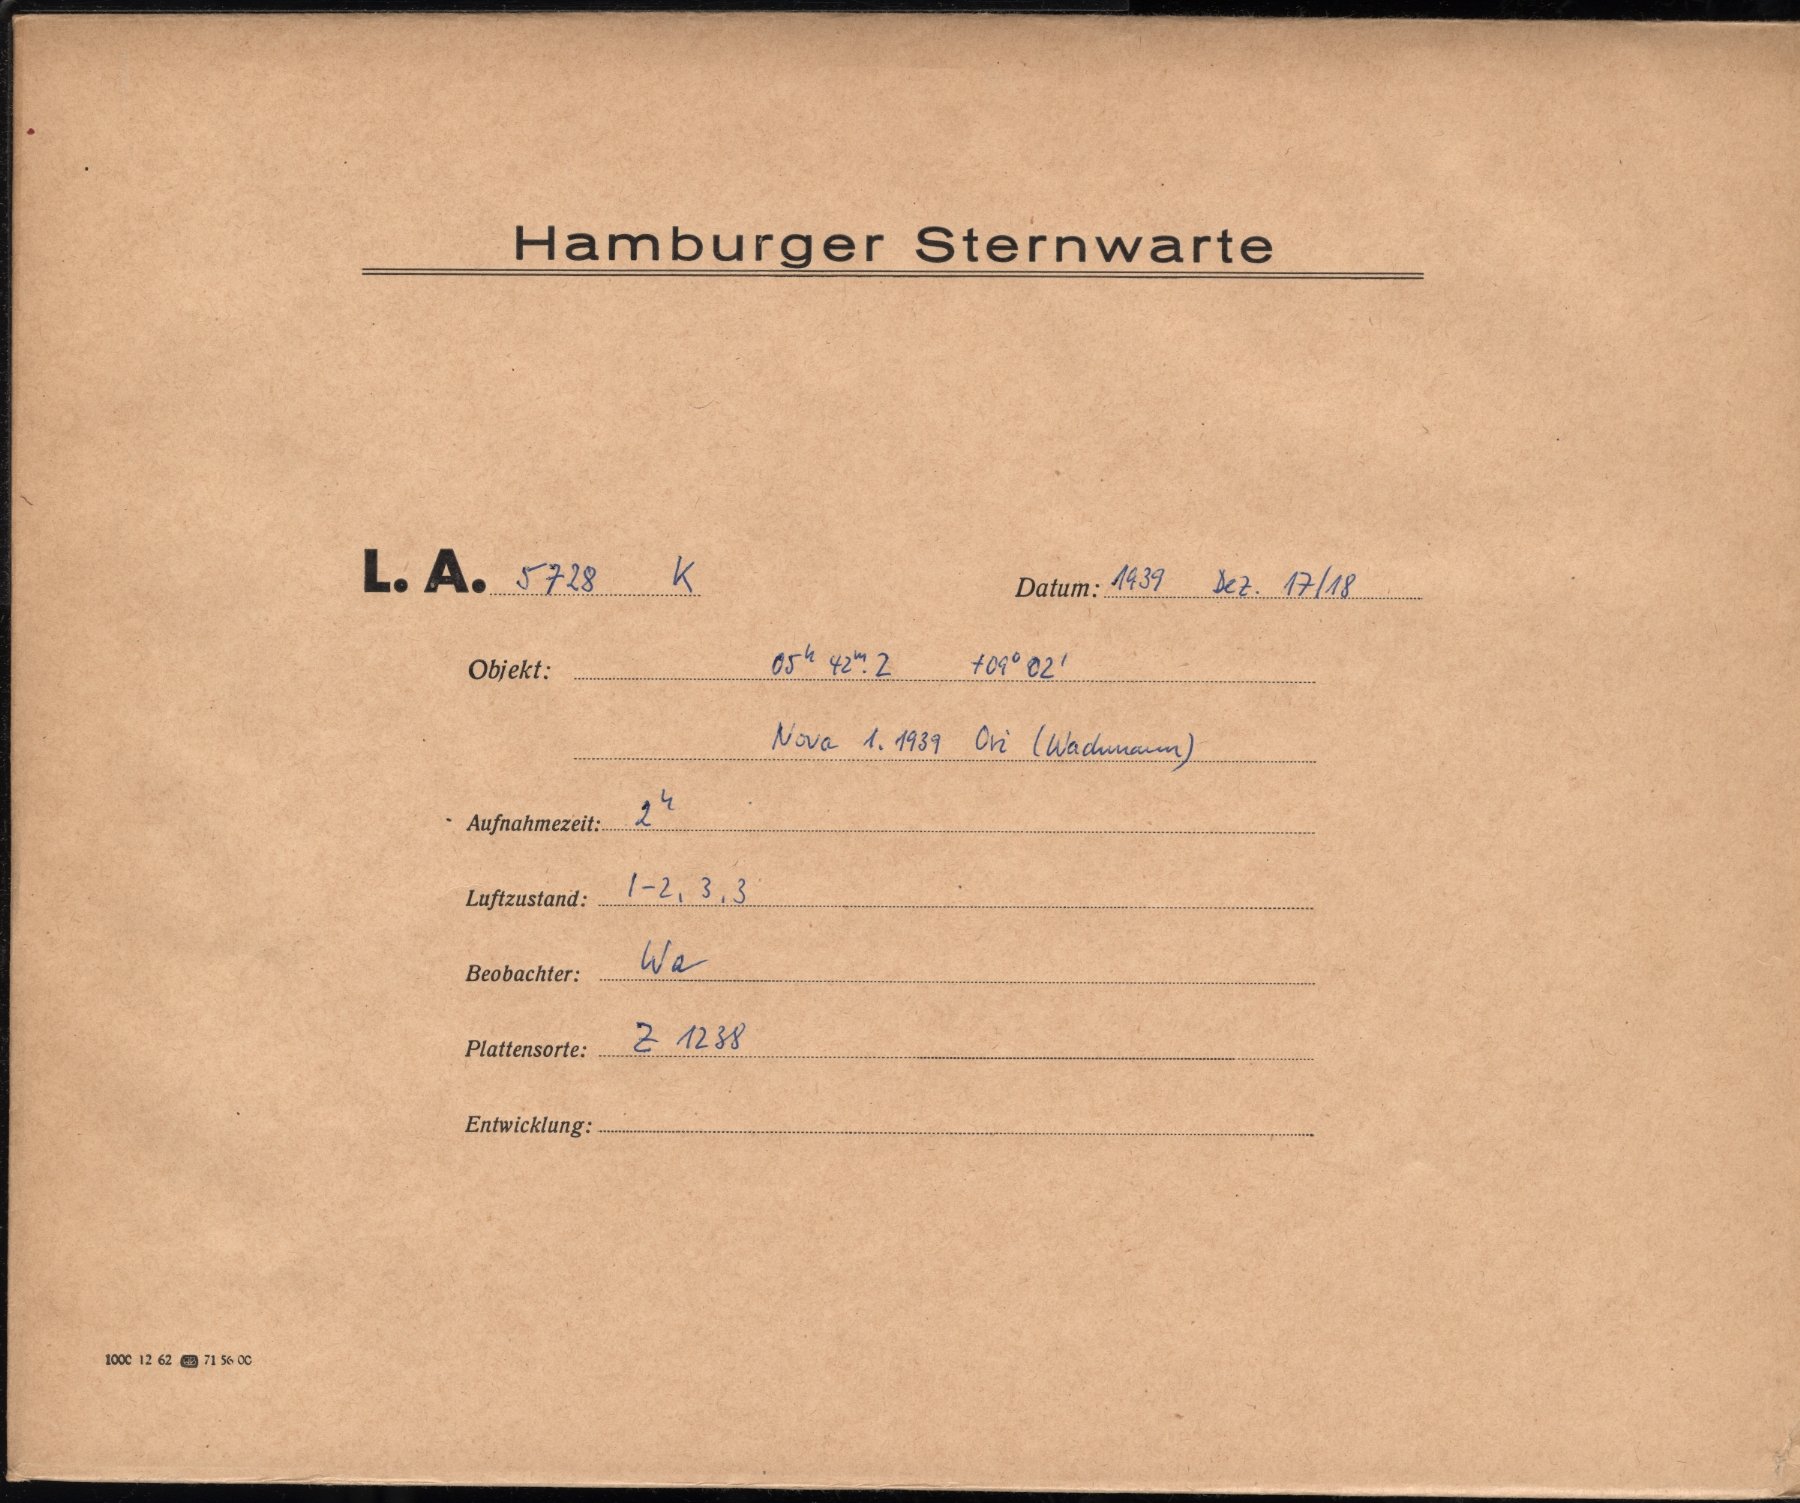 Hamburger Sternwarte
L. A. 5728 K Datum: 1939 Dez. 17/18
Objekt: 05ʰ 42ᵐ.2 +09° 02'
Nova 1. 1939 Ori (Wachmann)
Aufnahmezeit: 2ʰ
Luftzustand: 1-2, 3, 3
Beobachter: Wa
Plattensorte: Z 1238
Entwicklung:
1000 12 62 71 56 00